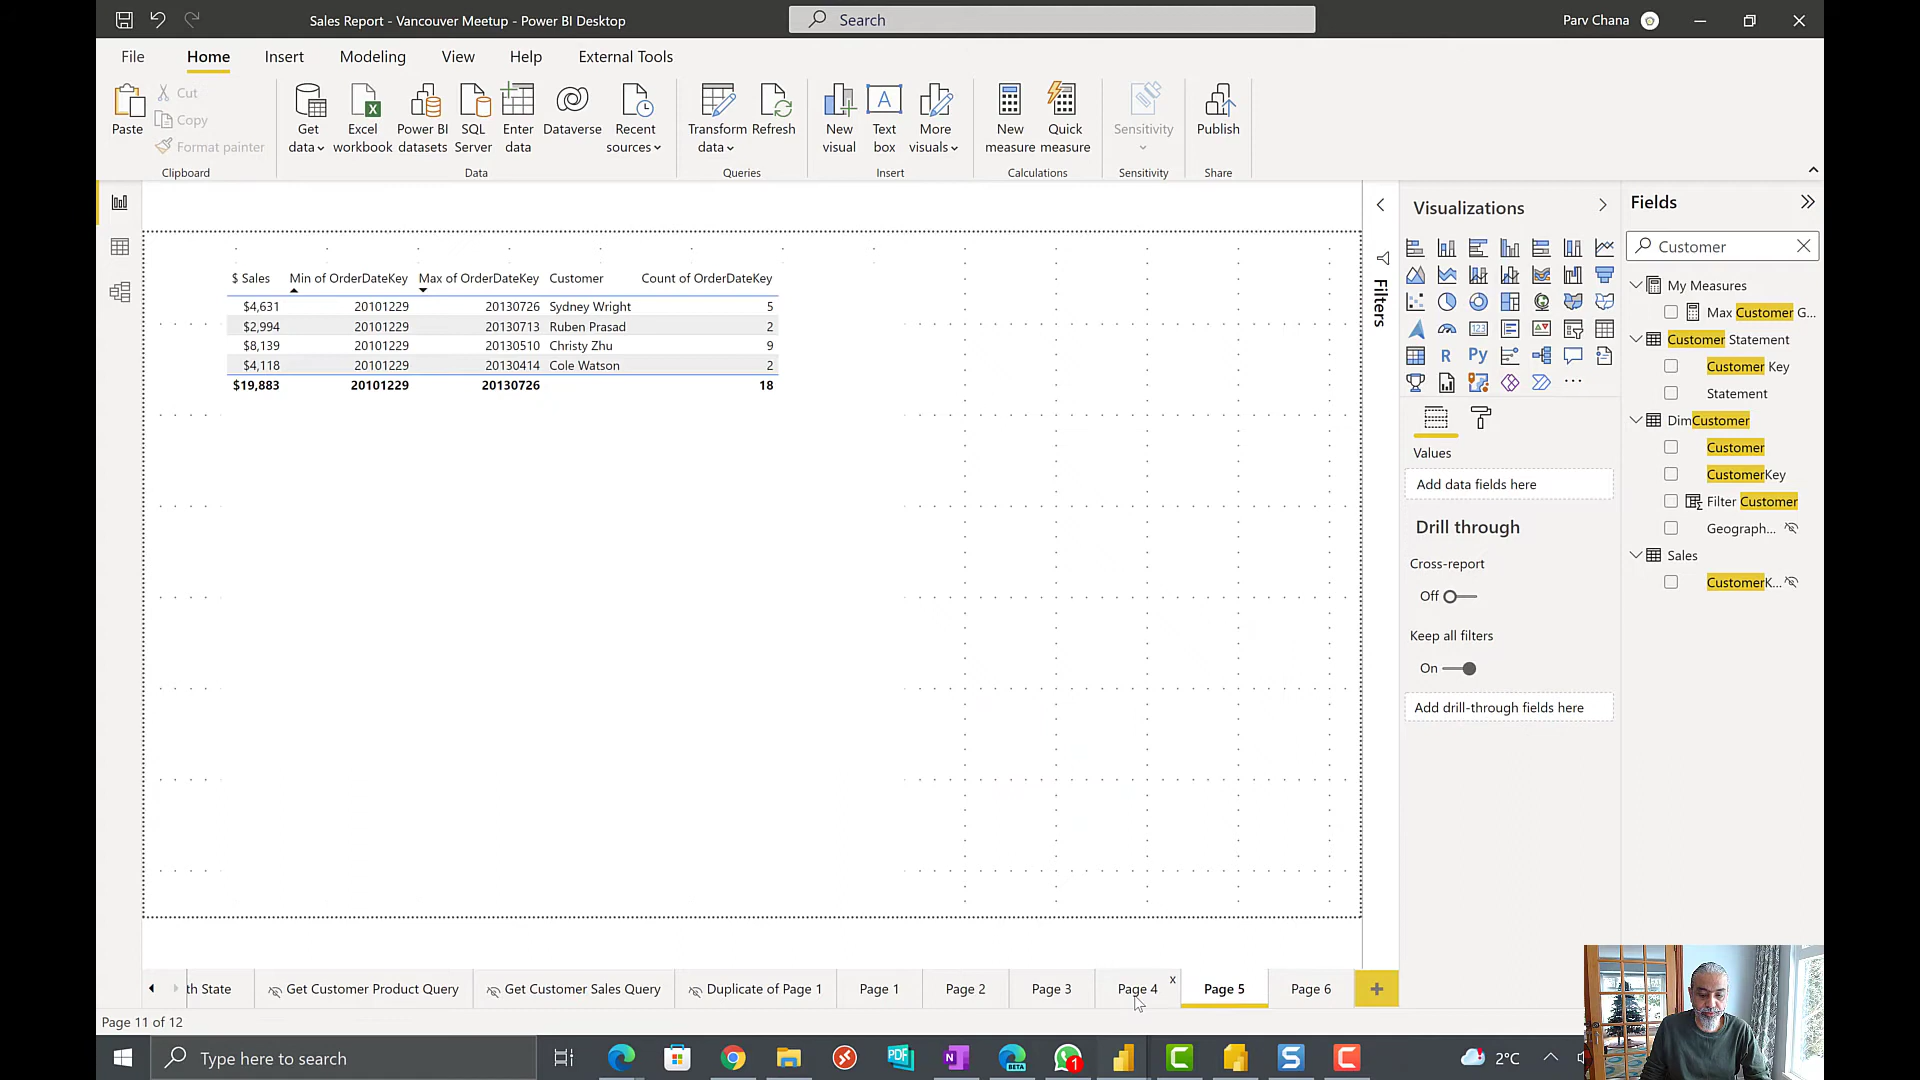 Sales Report - Vancouver Meetup - Power BI Desktop
Search
Parv Chana
File Home Insert Modeling View Help External Tools
Paste
Cut
Copy
Format painter
Get data
Excel workbook
Power BI datasets
SQL Server
Enter data
Dataverse
Recent sources
Transform data
Refresh
New visual
Text box
More visuals
New measure
Quick measure
Sensitivity
Publish
Clipboard Data Queries Insert Calculations Sensitivity Share
$ Sales Min of OrderDateKey Max of OrderDateKey Customer Count of OrderDateKey
$4,631 20101229 20130726 Sydney Wright 5
$2,994 20101229 20130713 Ruben Prasad 2
$8,139 20101229 20130510 Christy Zhu 9
$4,118 20101229 20130414 Cole Watson 2
$19,883 20101229 20130726 18
Filters
Visualizations
R Py
123
...
Values
Add data fields here
Drill through
Cross-report
Off
Keep all filters
On
Add drill-through fields here
Fields
Customer
My Measures
Max Customer G...
Customer Statement
Customer Key
Statement
DimCustomer
Customer
CustomerKey
Filter Customer
Geograph...
Sales
CustomerK...
th State Get Customer Product Query Get Customer Sales Query Duplicate of Page 1 Page 1 Page 2 Page 3 Page 4 x Page 5 Page 6 +
Page 11 of 12
Type here to search
PDF
N
BETA
1
C
S
C
2°C